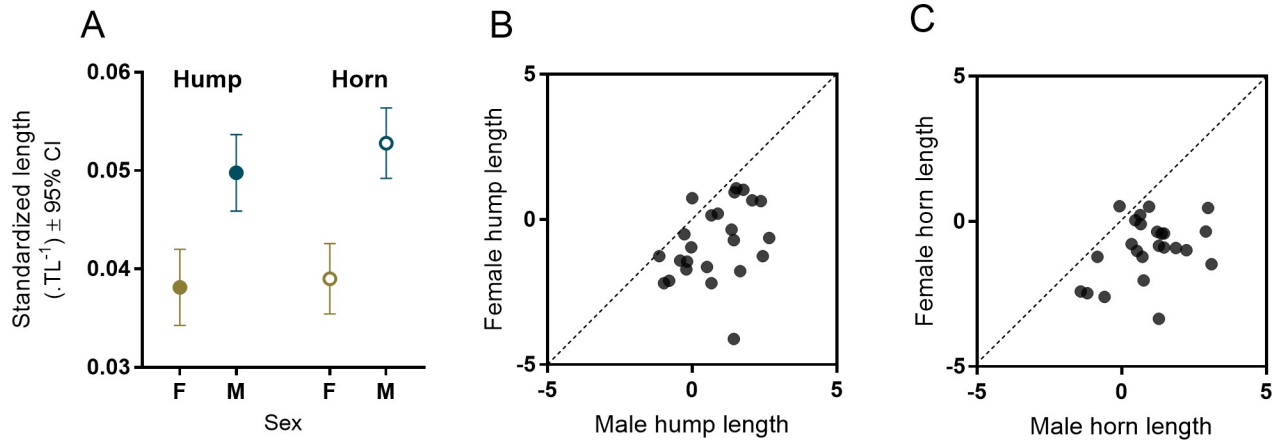 A
B
C
Hump
Horn
Standardized length
(.TL⁻¹) ± 95% CI
0.06
0.05
0.04
0.03
F
M
F
M
Sex
Female hump length
5
0
-5
-5
0
5
Male hump length
Female horn length
5
0
-5
-5
0
5
Male horn length